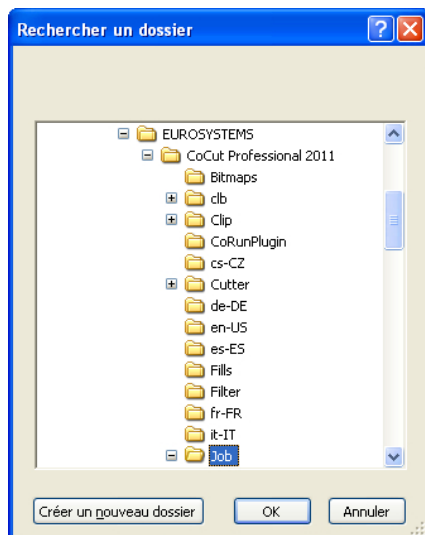 Rechercher un dossier
EUROSYSTEMS
CoCut Professional 2011
Bitmaps
clb
Clip
CoRunPlugin
cs-CZ
Cutter
de-DE
en-US
es-ES
Fills
Filter
fr-FR
it-IT
Job
Créer un nouveau dossier OK Annuler